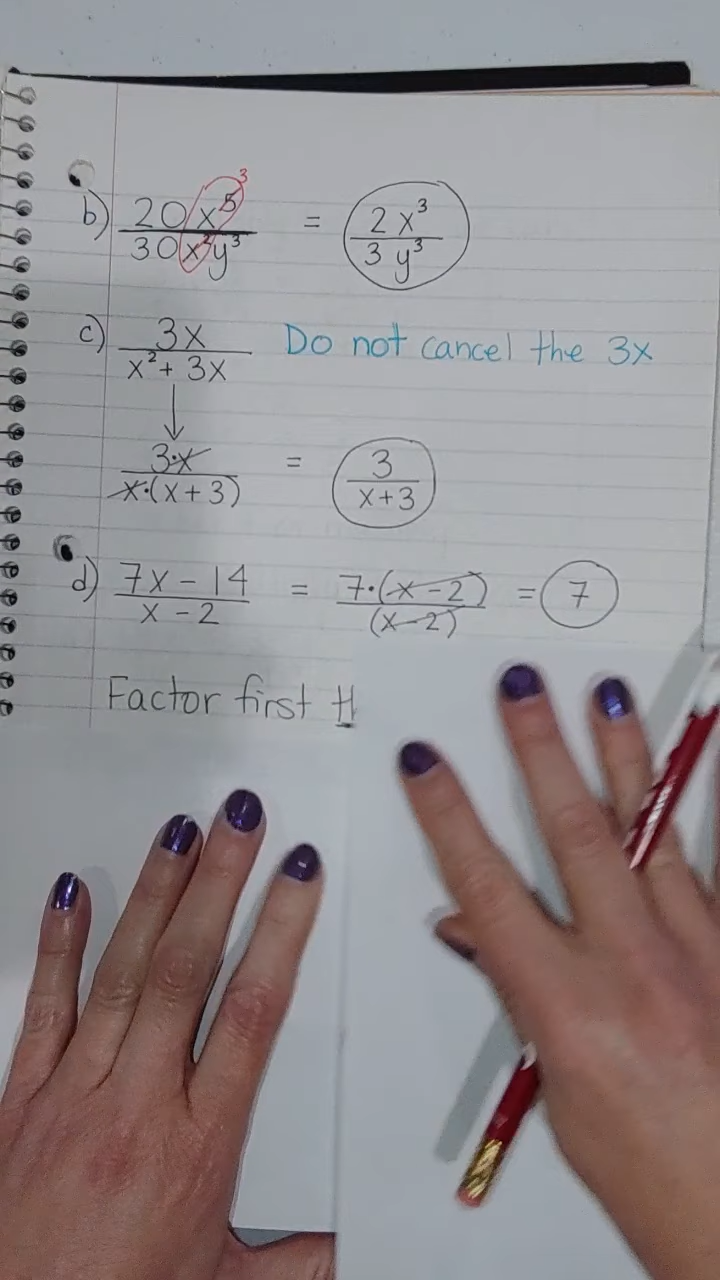 b) 20x⁵ ³ / 30x²y³ = 2x³ / 3y³
c) 3x / x² + 3x Do not cancel the 3x
↓
3·x / x·(x + 3) = 3 / x+3
d) 7x − 14 / x − 2 = 7·(x − 2) / (x − 2) = 7
Factor first